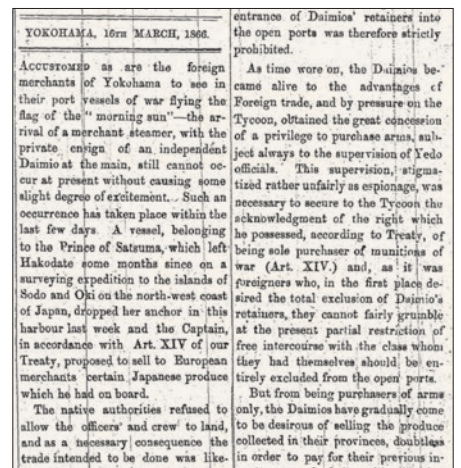 YOKOHAMA, 16TH MARCH, 1866.
ACCUSTOMED as are the foreign
merchants of Yokohama to see in
their port vessels of war flying the
flag of the "morning sun"—the ar-
rival of a merchant steamer, with the
private ensign of an independent
Daimio at the main, still cannot oc-
cur at present without causing some
slight degree of excitement. Such an
occurrence has taken place within the
last few days. A vessel, belonging
to the Prince of Satsuma, which left
Hakodate some months since on a
surveying expedition to the islands of
Sodo and Oki on the north-west coast
of Japan, dropped her anchor in this
harbour last week and the Captain,
in accordance with Art. XIV of our
Treaty, proposed to sell to European
merchants certain Japanese produce
which he had on board.
The native authorities refused to
allow the officers and crew to land,
and as a necessary consequence the
trade intended to be done was like-
entrance of Daimios' retainers into
the open ports was therefore strictly
prohibited.
As time wore on, the Daimios be-
came alive to the advantages of
Foreign trade, and by pressure on the
Tycoon, obtained the great concession
of a privilege to purchase arms, sub-
ject always to the supervision of Yedo
officials. This supervision, stigma-
tized rather unfairly as espionage, was
necessary to secure to the Tycoon the
acknowledgment of the right which
he possessed, according to Treaty, of
being sole purchaser of munitions of
war (Art. XIV.) and, as it was
foreigners who, in the first place de-
sired the total exclusion of Daimio's
retainers, they cannot fairly grumble
at the present partial restriction of
free intercourse with the class whom
they had themselves should be en-
tirely excluded from the open ports.
But from being purchasers of arms
only, the Daimios have gradually come
to be desirous of selling the produce
collected in their provinces, doubtless
in order to pay for their previous in-